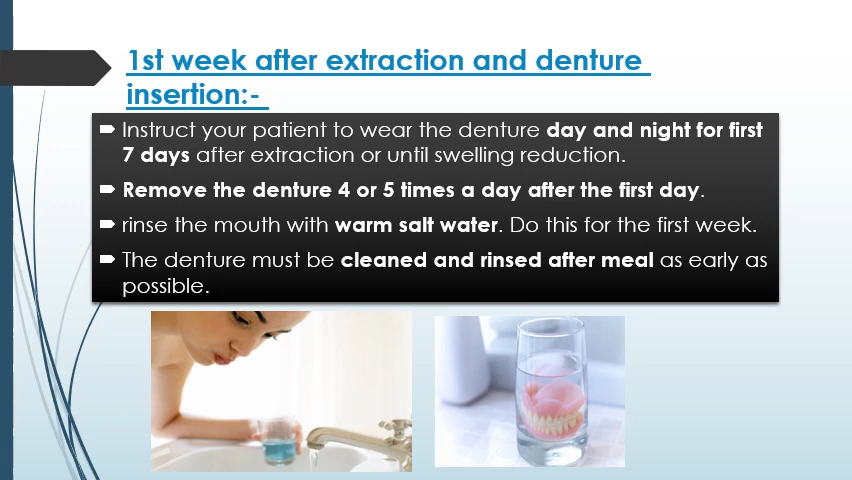 1st week after extraction and denture
insertion:-
Instruct your patient to wear the denture day and night for first
7 days after extraction or until swelling reduction.
Remove the denture 4 or 5 times a day after the first day.
rinse the mouth with warm salt water. Do this for the first week.
The denture must be cleaned and rinsed after meal as early as
possible.